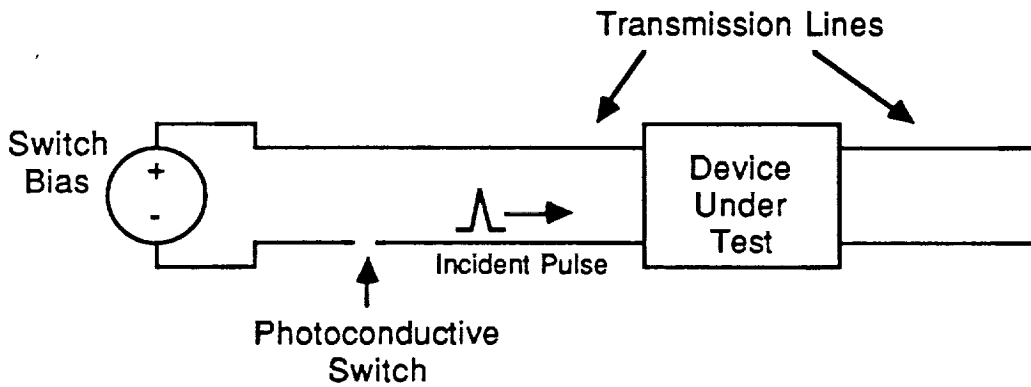 Transmission Lines
Switch
Bias
+
-
Device
Under
Test
Incident Pulse
Photoconductive
Switch